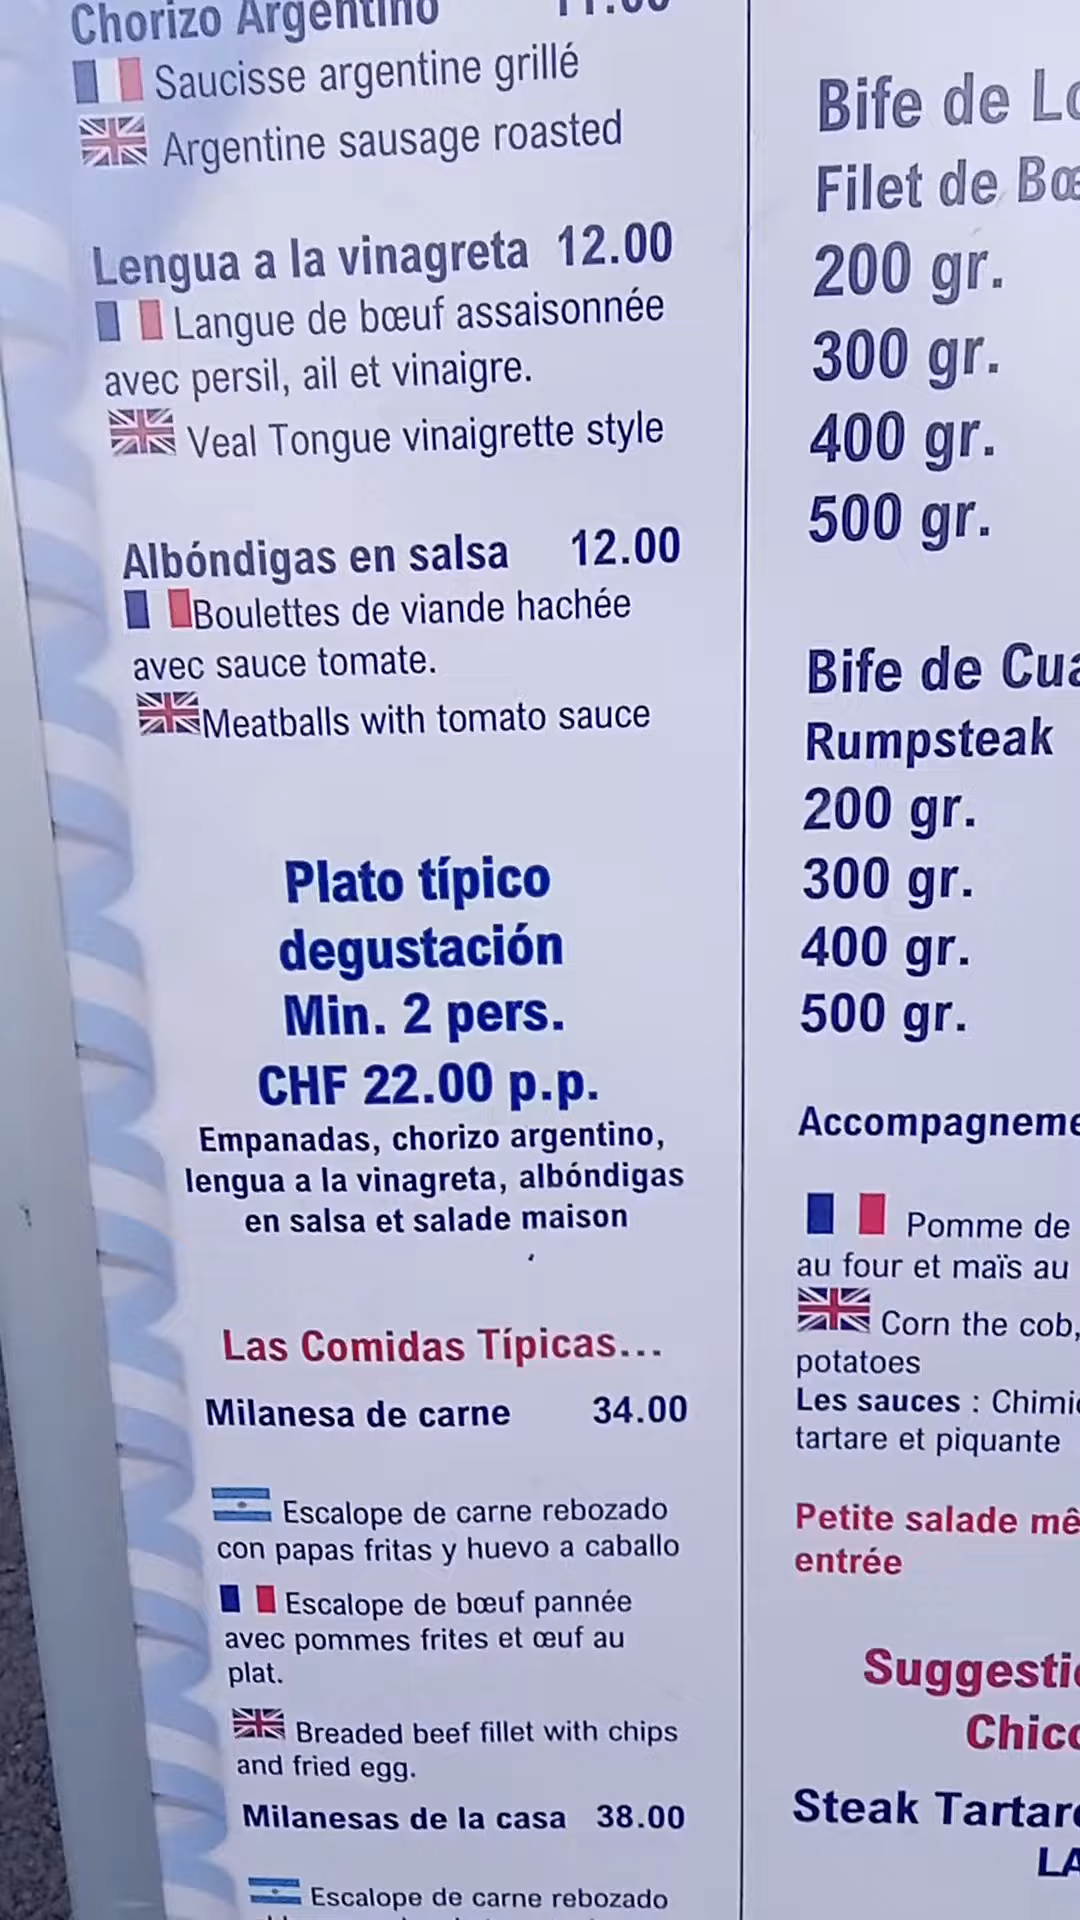 Chorizo Argentino
Saucisse argentine grillé
Argentine sausage roasted
Lengua a la vinagreta 12.00
Langue de bœuf assaisonnée
avec persil, ail et vinaigre.
Veal Tongue vinaigrette style
Albóndigas en salsa 12.00
Boulettes de viande hachée
avec sauce tomate.
Meatballs with tomato sauce
Plato típico
degustación
Min. 2 pers.
CHF 22.00 p.p.
Empanadas, chorizo argentino,
lengua a la vinagreta, albóndigas
en salsa et salade maison
Las Comidas Típicas...
Milanesa de carne 34.00
Escalope de carne rebozado
con papas fritas y huevo a caballo
Escalope de bœuf pannée
avec pommes frites et œuf au
plat.
Breaded beef fillet with chips
and fried egg.
Milanesas de la casa 38.00
Escalope de carne rebozado
Bife de
Filet de
200 gr.
300 gr.
400 gr.
500 gr.
Bife de
Rumpsteak
200 gr.
300 gr.
400 gr.
500 gr.
Pomme de
au four et maïs au
Corn the cob,
potatoes
Les sauces :
tartare et piquante
Petite salade
entrée
Steak